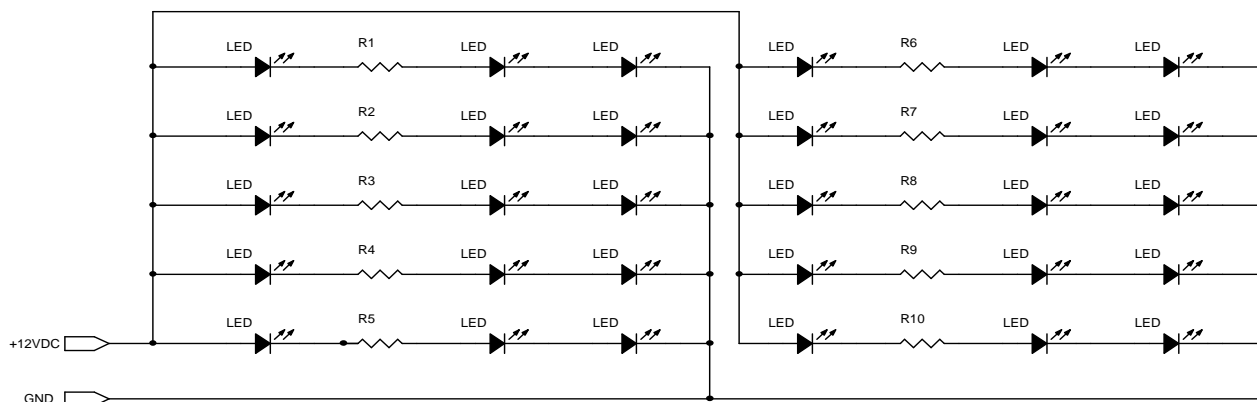 LED R1 LED LED LED R6 LED LED
LED R2 LED LED LED R7 LED LED
LED R3 LED LED LED R8 LED LED
LED R4 LED LED LED R9 LED LED
LED R5 LED LED LED R10 LED LED
+12VDC
GND